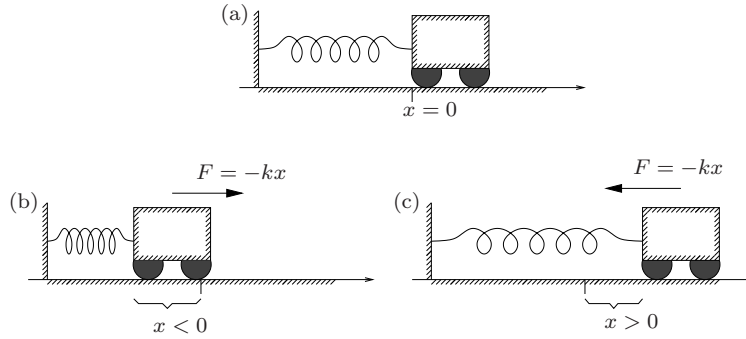 (a)
x = 0
F = −kx
(b)
x < 0
F = −kx
(c)
x > 0